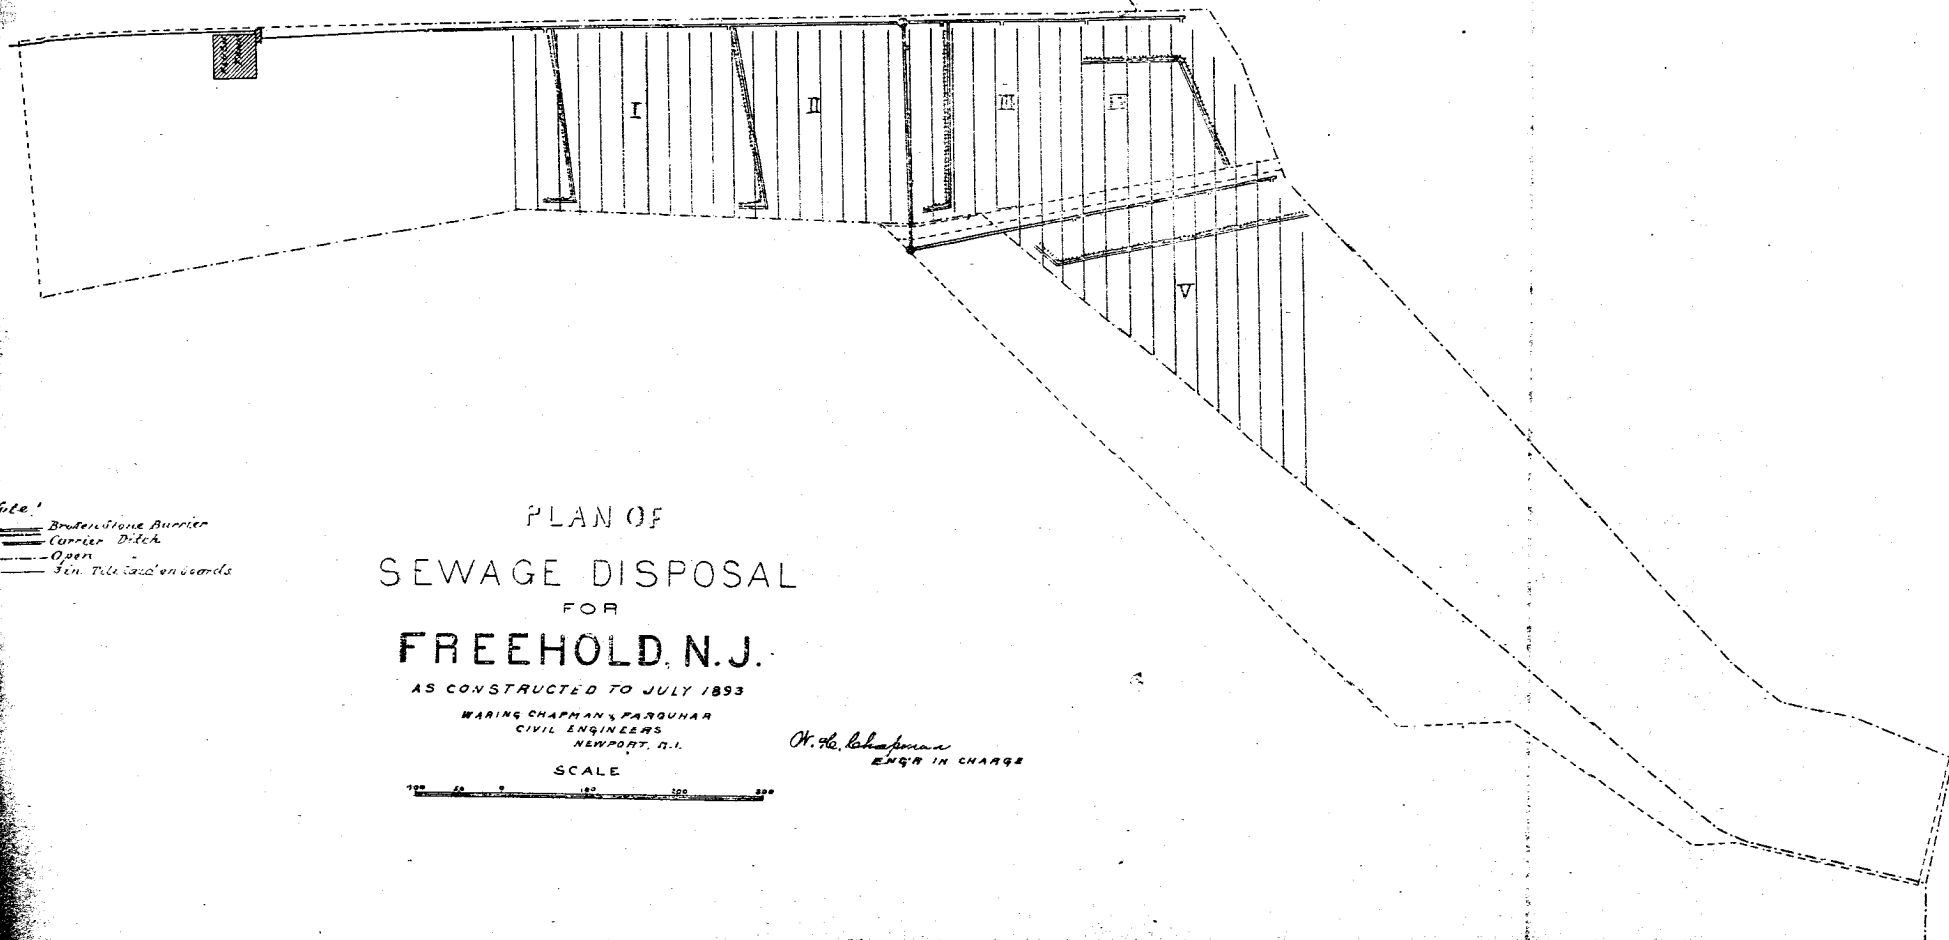 I
II
III
IV
V
Broken Stone Barrier
Carrier Ditch
Open "
3 in. Tile laid on boards
PLAN OF
SEWAGE DISPOSAL
FOR
FREEHOLD, N.J.
AS CONSTRUCTED TO JULY 1893
WARING CHAPMAN & FARQUHAR
CIVIL ENGINEERS
NEWPORT, R.I.
W. H. Chapman
ENG'R IN CHARGE
SCALE
100 50 0 100 200 300